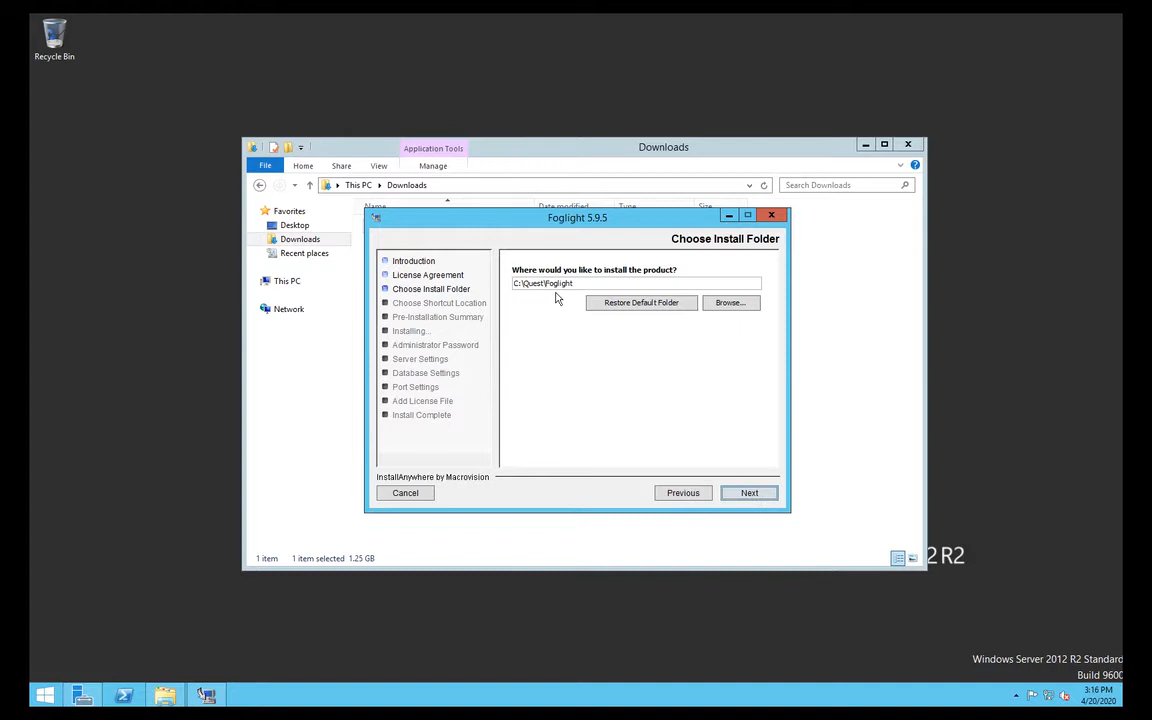 Recycle Bin
Application Tools
Downloads
File
Home
Share
View
Manage
This PC
Downloads
Search Downloads
Name
Date modified
Type
Size
Favorites
Desktop
Downloads
Recent places
This PC
Network
Foglight 5.9.5
Choose Install Folder
Introduction
License Agreement
Choose Install Folder
Choose Shortcut Location
Pre-Installation Summary
Installing...
Administrator Password
Server Settings
Database Settings
Port Settings
Add License File
Install Complete
Where would you like to install the product?
C:\Quest\Foglight
Restore Default Folder
Browse...
InstallAnywhere by Macrovision
Cancel
Previous
Next
1 item
1 item selected 1.25 GB
2 R2
Windows Server 2012 R2 Standard
Build 9600
3:16 PM
4/20/2020